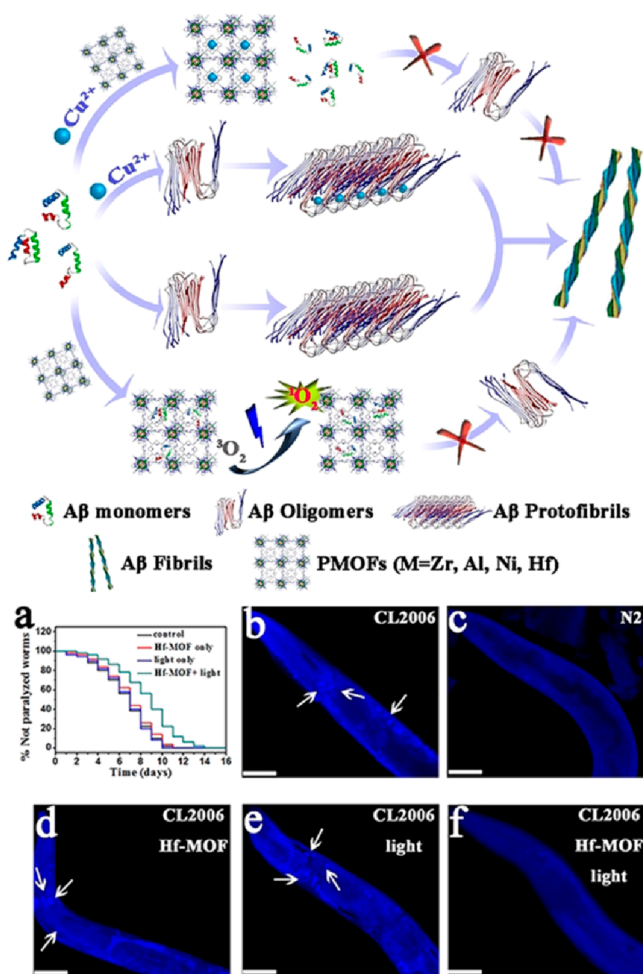 Cu2+
Cu2+
1O2
3O2
Aβ monomers
Aβ Oligomers
Aβ Protofibrils
Aβ Fibrils
PMOFs (M=Zr, Al, Ni, Hf)
a
control
Hf-MOF only
light only
Hf-MOF+ light
% Not paralyzed worms
120
100
80
60
40
20
0
0 2 4 6 8 10 12 14 16
Time (days)
b
CL2006
c
N2
d
CL2006
Hf-MOF
e
CL2006
light
f
CL2006
Hf-MOF
light